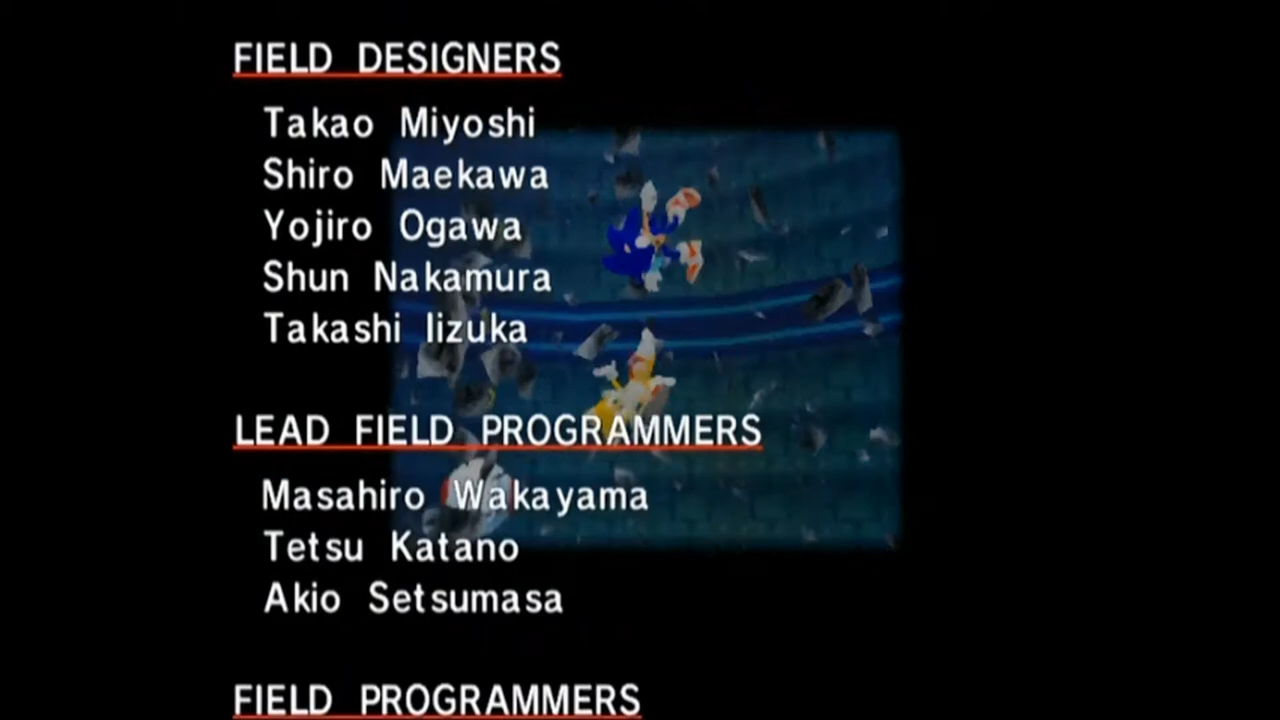 FIELD DESIGNERS
Takao Miyoshi
Shiro Maekawa
Yojiro Ogawa
Shun Nakamura
Takashi Iizuka
LEAD FIELD PROGRAMMERS
Masahiro Wakayama
Tetsu Katano
Akio Setsumasa
FIELD PROGRAMMERS